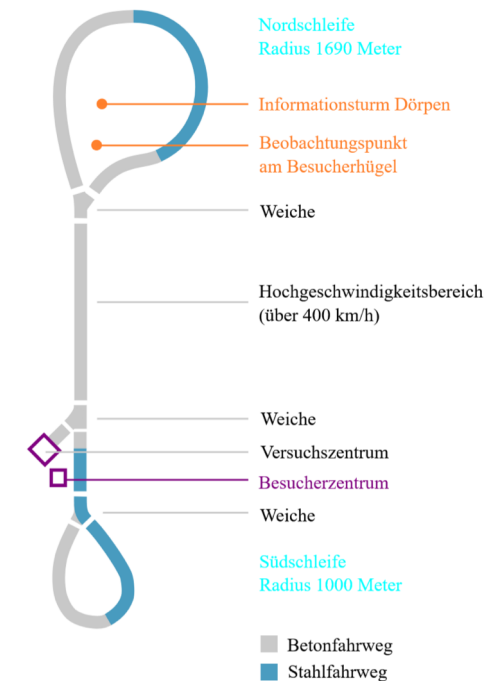 Nordschleife
Radius 1690 Meter
Informationsturm Dörpen
Beobachtungspunkt
am Besucherhügel
Weiche
Hochgeschwindigkeitsbereich
(über 400 km/h)
Weiche
Versuchszentrum
Besucherzentrum
Weiche
Südschleife
Radius 1000 Meter
Betonfahrweg
Stahlfahrweg